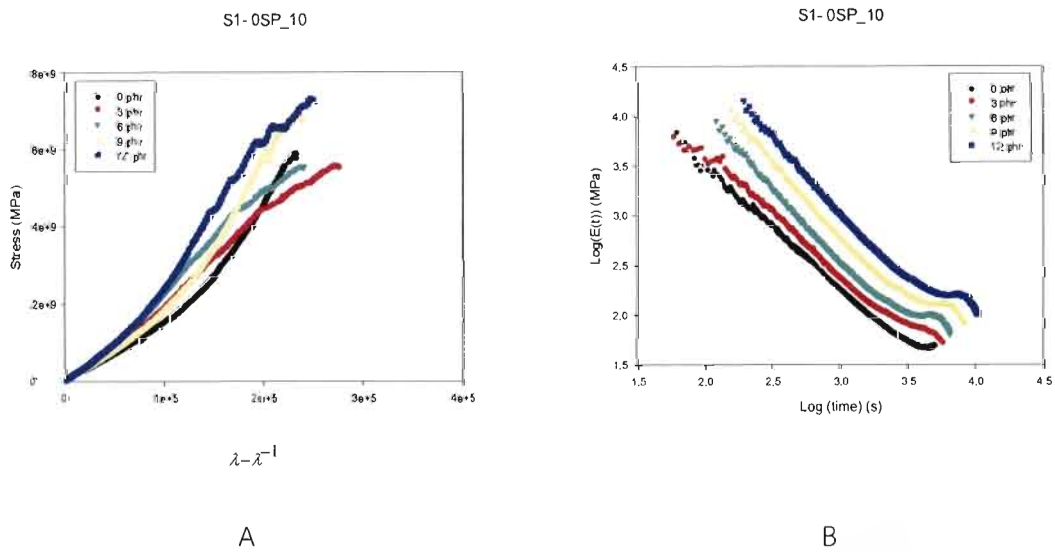 S1- 0SP_10
8e+9
6e+9
4e+9
2e+9
0
0 phr
3 phr
6 phr
9 phr
12 phr
Stress (MPa)
0
1e+5
2e+5
3e+5
4e+5
λ-λ⁻¹
A
S1- 0SP_10
4.5
4.0
3.5
3.0
2.5
2.0
1.5
0 phr
3 phr
6 phr
9 phr
12 phr
Log(E(t)) (MPa)
1.5
2.0
2.5
3.0
3.5
4.0
4.5
Log (time) (s)
B